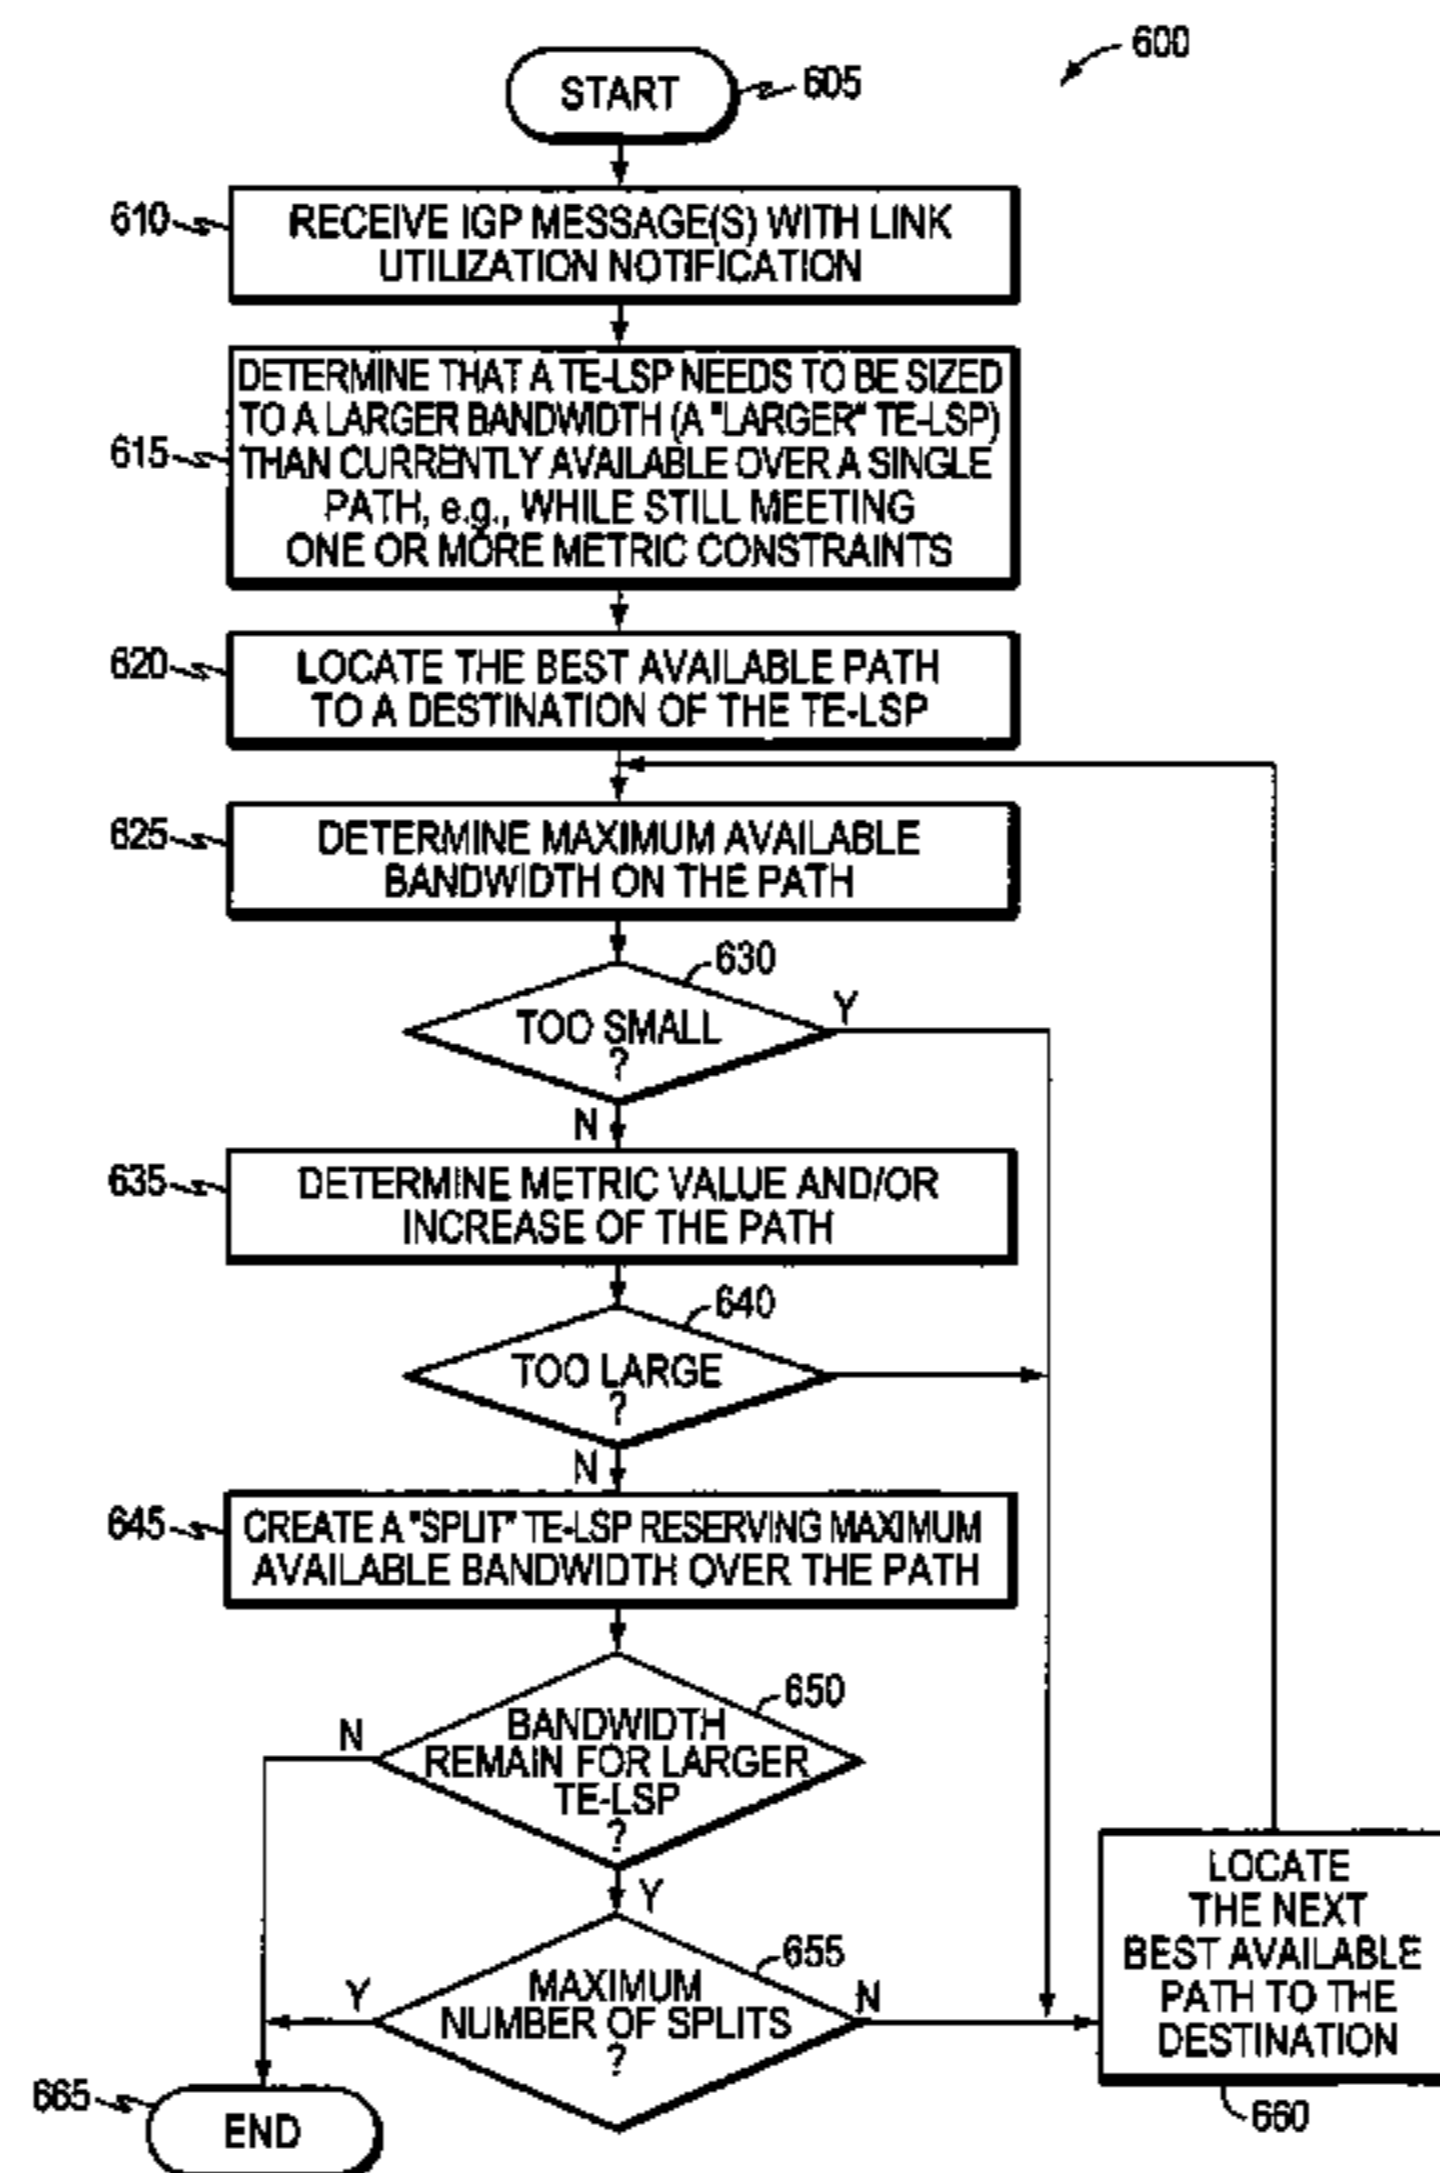 600
START
605
610
RECEIVE IGP MESSAGE(S) WITH LINK
UTILIZATION NOTIFICATION
615
DETERMINE THAT A TE-LSP NEEDS TO BE SIZED
TO A LARGER BANDWIDTH (A "LARGER" TE-LSP)
THAN CURRENTLY AVAILABLE OVER A SINGLE
PATH, e.g., WHILE STILL MEETING
ONE OR MORE METRIC CONSTRAINTS
620
LOCATE THE BEST AVAILABLE PATH
TO A DESTINATION OF THE TE-LSP
625
DETERMINE MAXIMUM AVAILABLE
BANDWIDTH ON THE PATH
630
TOO SMALL
?
Y
N
635
DETERMINE METRIC VALUE AND/OR
INCREASE OF THE PATH
640
TOO LARGE
?
N
645
CREATE A "SPLIT" TE-LSP RESERVING MAXIMUM
AVAILABLE BANDWIDTH OVER THE PATH
650
N
BANDWIDTH
REMAIN FOR LARGER
TE-LSP
?
Y
655
Y
MAXIMUM
NUMBER OF SPLITS
?
N
LOCATE
THE NEXT
BEST AVAILABLE
PATH TO THE
DESTINATION
660
665
END